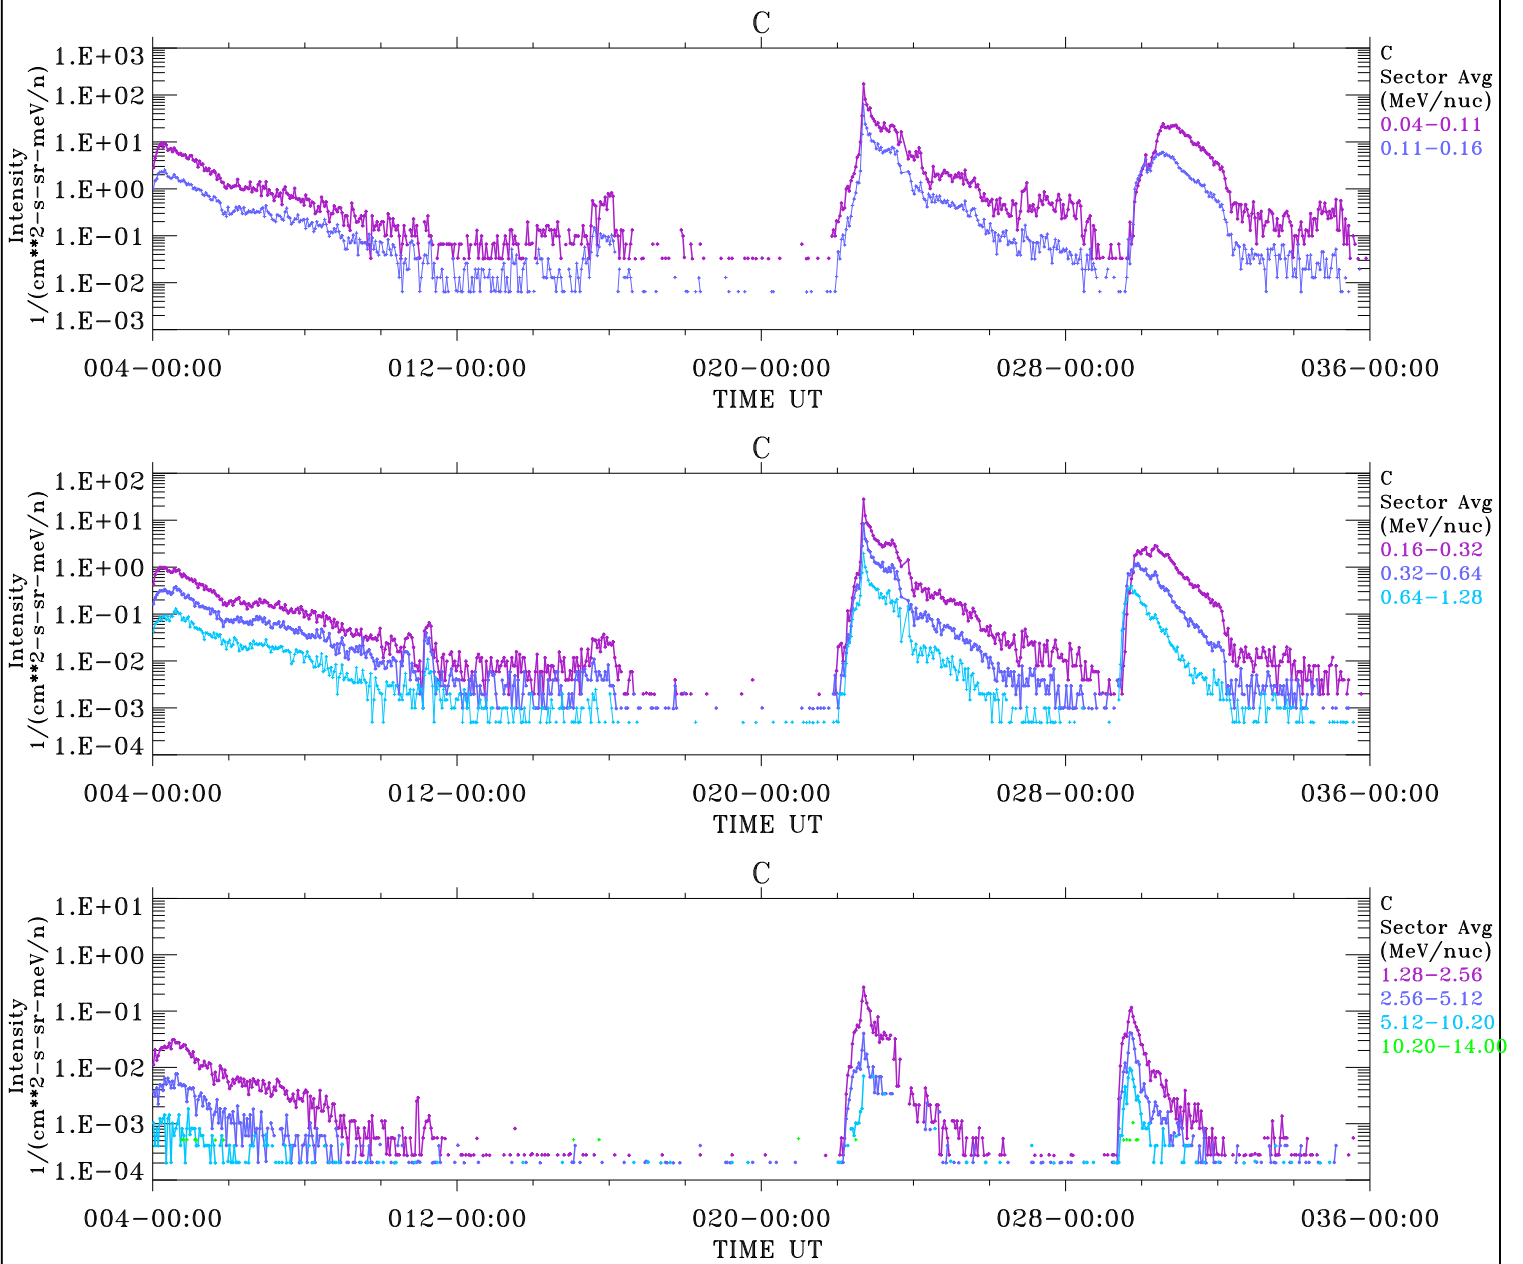 C
1.E+03
1.E+02
1.E+01
1.E+00
1.E-01
1.E-02
1.E-03
Intensity
1/(cm**2-s-sr-meV/n)
C
Sector Avg
(MeV/nuc)
0.04-0.11
0.11-0.16
004-00:00
012-00:00
020-00:00
028-00:00
036-00:00
TIME UT
C
1.E+02
1.E+01
1.E+00
1.E-01
1.E-02
1.E-03
1.E-04
Intensity
1/(cm**2-s-sr-meV/n)
C
Sector Avg
(MeV/nuc)
0.16-0.32
0.32-0.64
0.64-1.28
004-00:00
012-00:00
020-00:00
028-00:00
036-00:00
TIME UT
C
1.E+01
1.E+00
1.E-01
1.E-02
1.E-03
1.E-04
Intensity
1/(cm**2-s-sr-meV/n)
C
Sector Avg
(MeV/nuc)
1.28-2.56
2.56-5.12
5.12-10.20
10.20-14.00
004-00:00
012-00:00
020-00:00
028-00:00
036-00:00
TIME UT